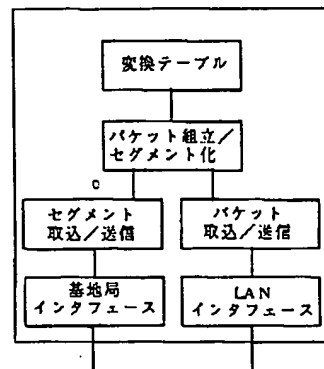 変換テーブル
パケット組立/
セグメント化
セグメント
取込/送信
パケット
取込/送信
基地局
インタフェース
LAN
インタフェース